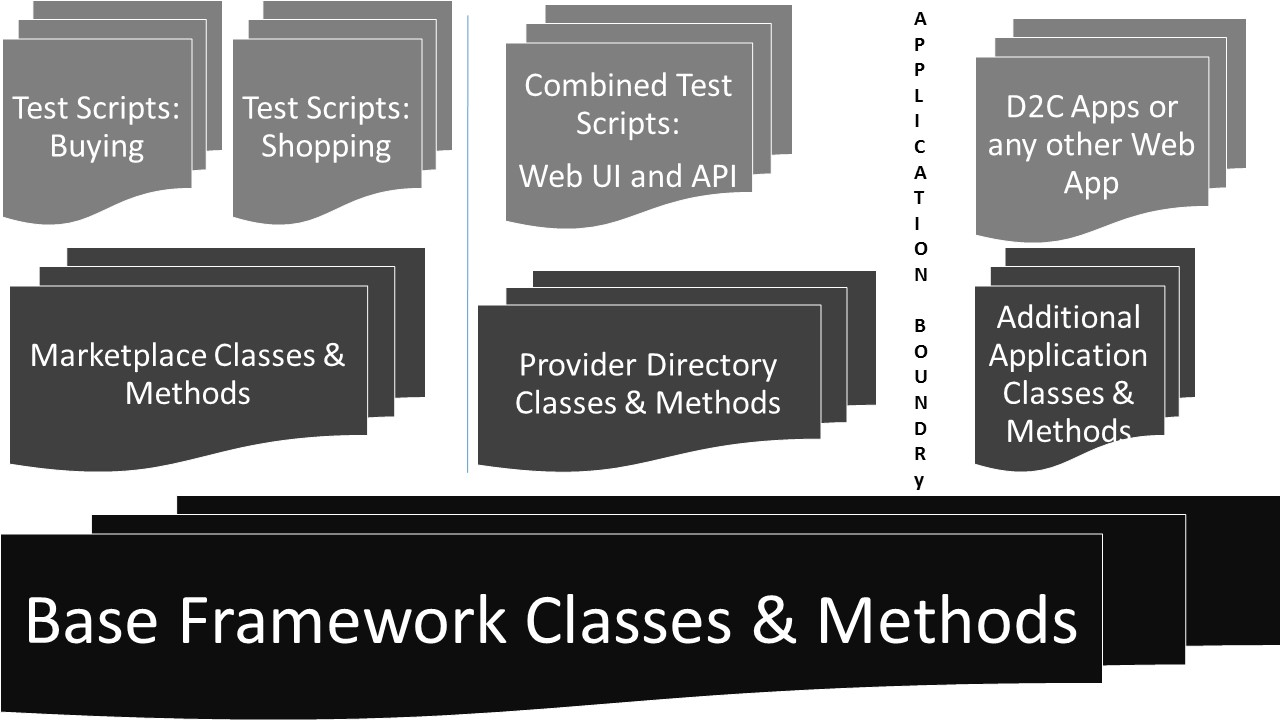 Test Scripts:
Buying
Test Scripts:
Shopping
Combined Test
Scripts:
Web UI and API
A
P
P
L
I
C
A
T
I
O
N
B
O
U
N
D
R
y
D2C Apps or
any other Web
App
Marketplace Classes &
Methods
Provider Directory
Classes & Methods
Additional
Application
Classes &
Methods
Base Framework Classes & Methods